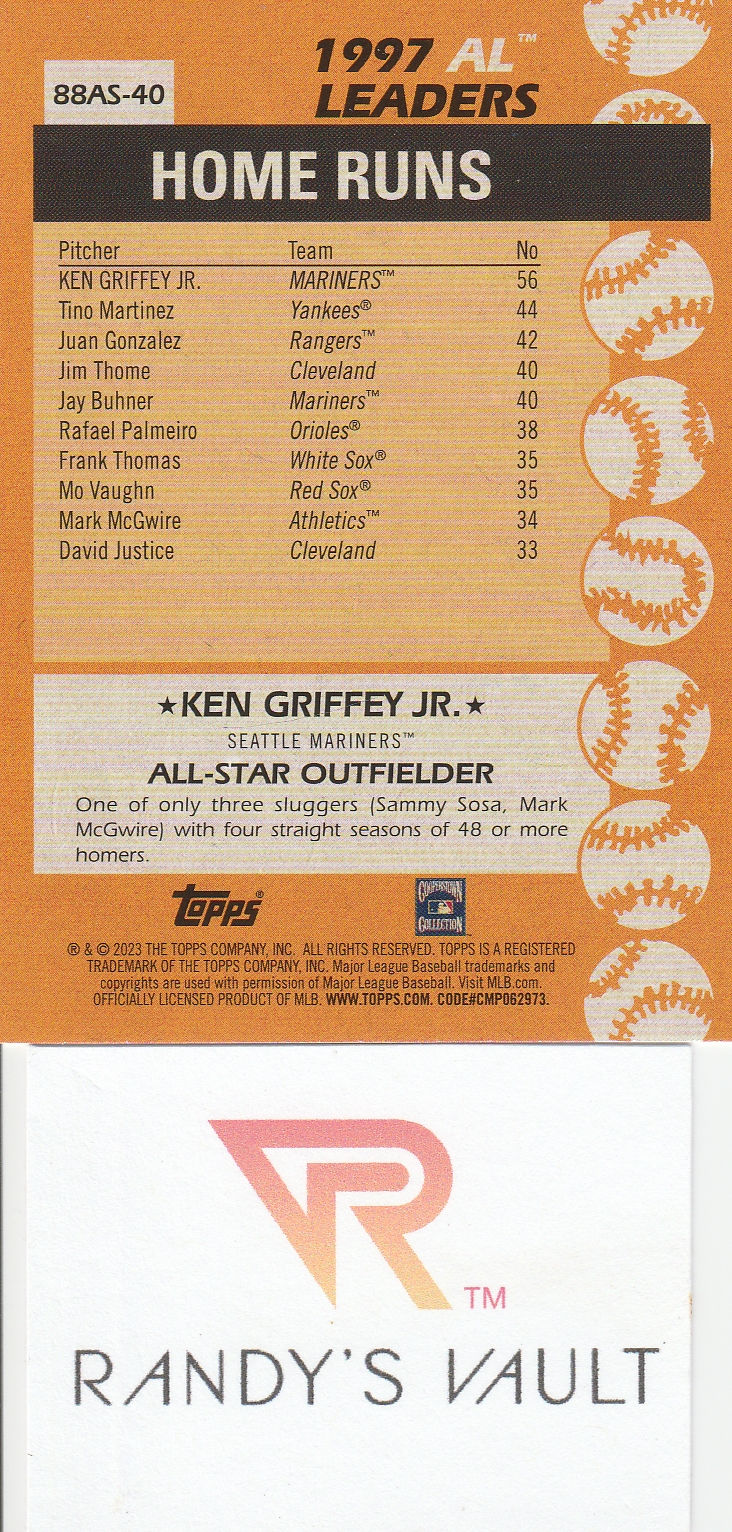 88AS-40
1997 AL™
LEADERS
HOME RUNS
Pitcher Team No
KEN GRIFFEY JR. MARINERS™ 56
Tino Martinez Yankees® 44
Juan Gonzalez Rangers™ 42
Jim Thome Cleveland 40
Jay Buhner Mariners™ 40
Rafael Palmeiro Orioles® 38
Frank Thomas White Sox® 35
Mo Vaughn Red Sox® 35
Mark McGwire Athletics™ 34
David Justice Cleveland 33
★KEN GRIFFEY JR.★
SEATTLE MARINERS™
ALL-STAR OUTFIELDER
One of only three sluggers (Sammy Sosa, Mark
McGwire) with four straight seasons of 48 or more
homers.
Topps®
COOPERSTOWN
COLLECTION
® & © 2023 THE TOPPS COMPANY, INC. ALL RIGHTS RESERVED. TOPPS IS A REGISTERED
TRADEMARK OF THE TOPPS COMPANY, INC. Major League Baseball trademarks and
copyrights are used with permission of Major League Baseball. Visit MLB.com.
OFFICIALLY LICENSED PRODUCT OF MLB. WWW.TOPPS.COM. CODE#CMP062973.
R™
RANDY'S VAULT